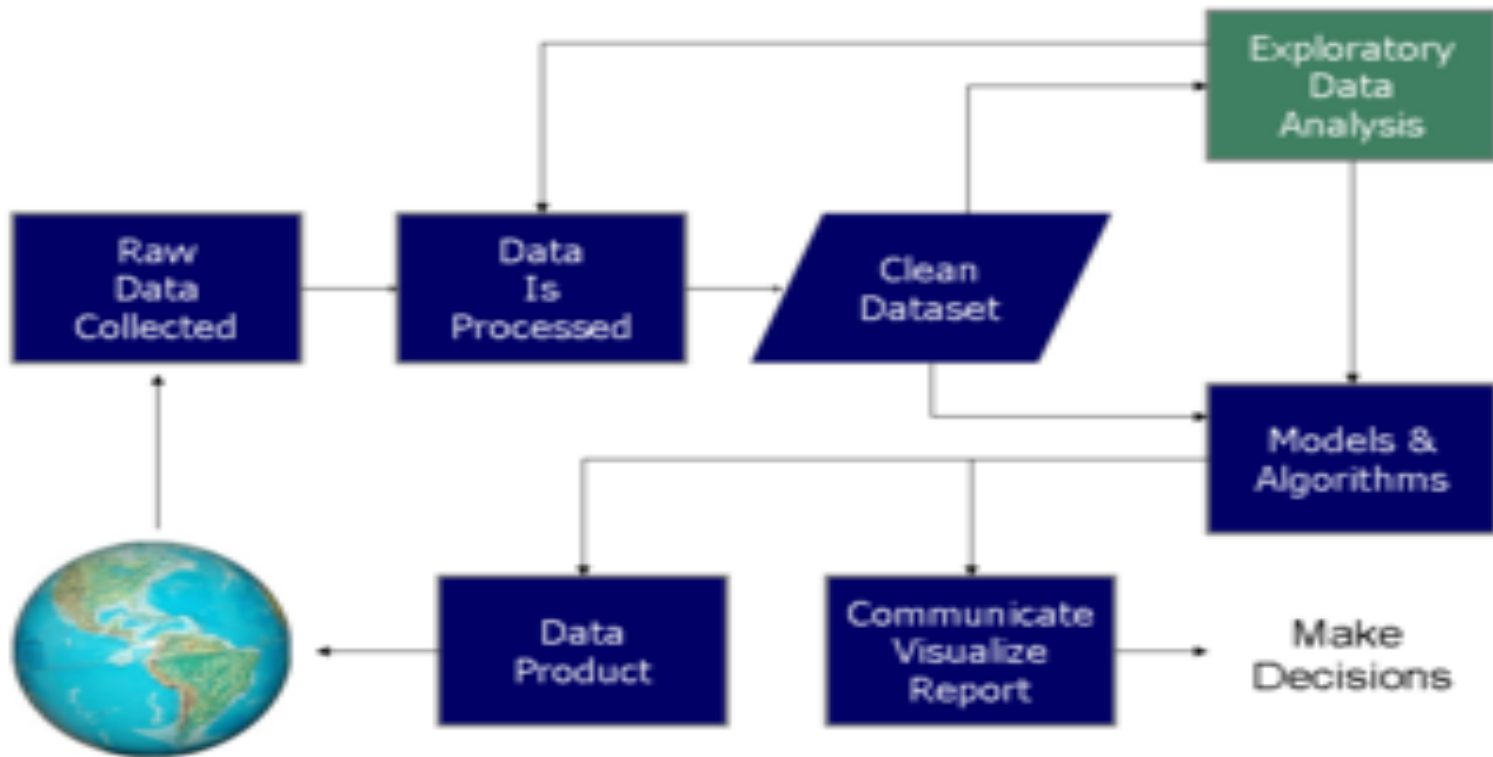 Exploratory
Data
Analysis
Raw
Data
Collected
Data
Is
Processed
Clean
Dataset
Models &
Algorithms
Data
Product
Communicate
Visualize
Report
Make
Decisions